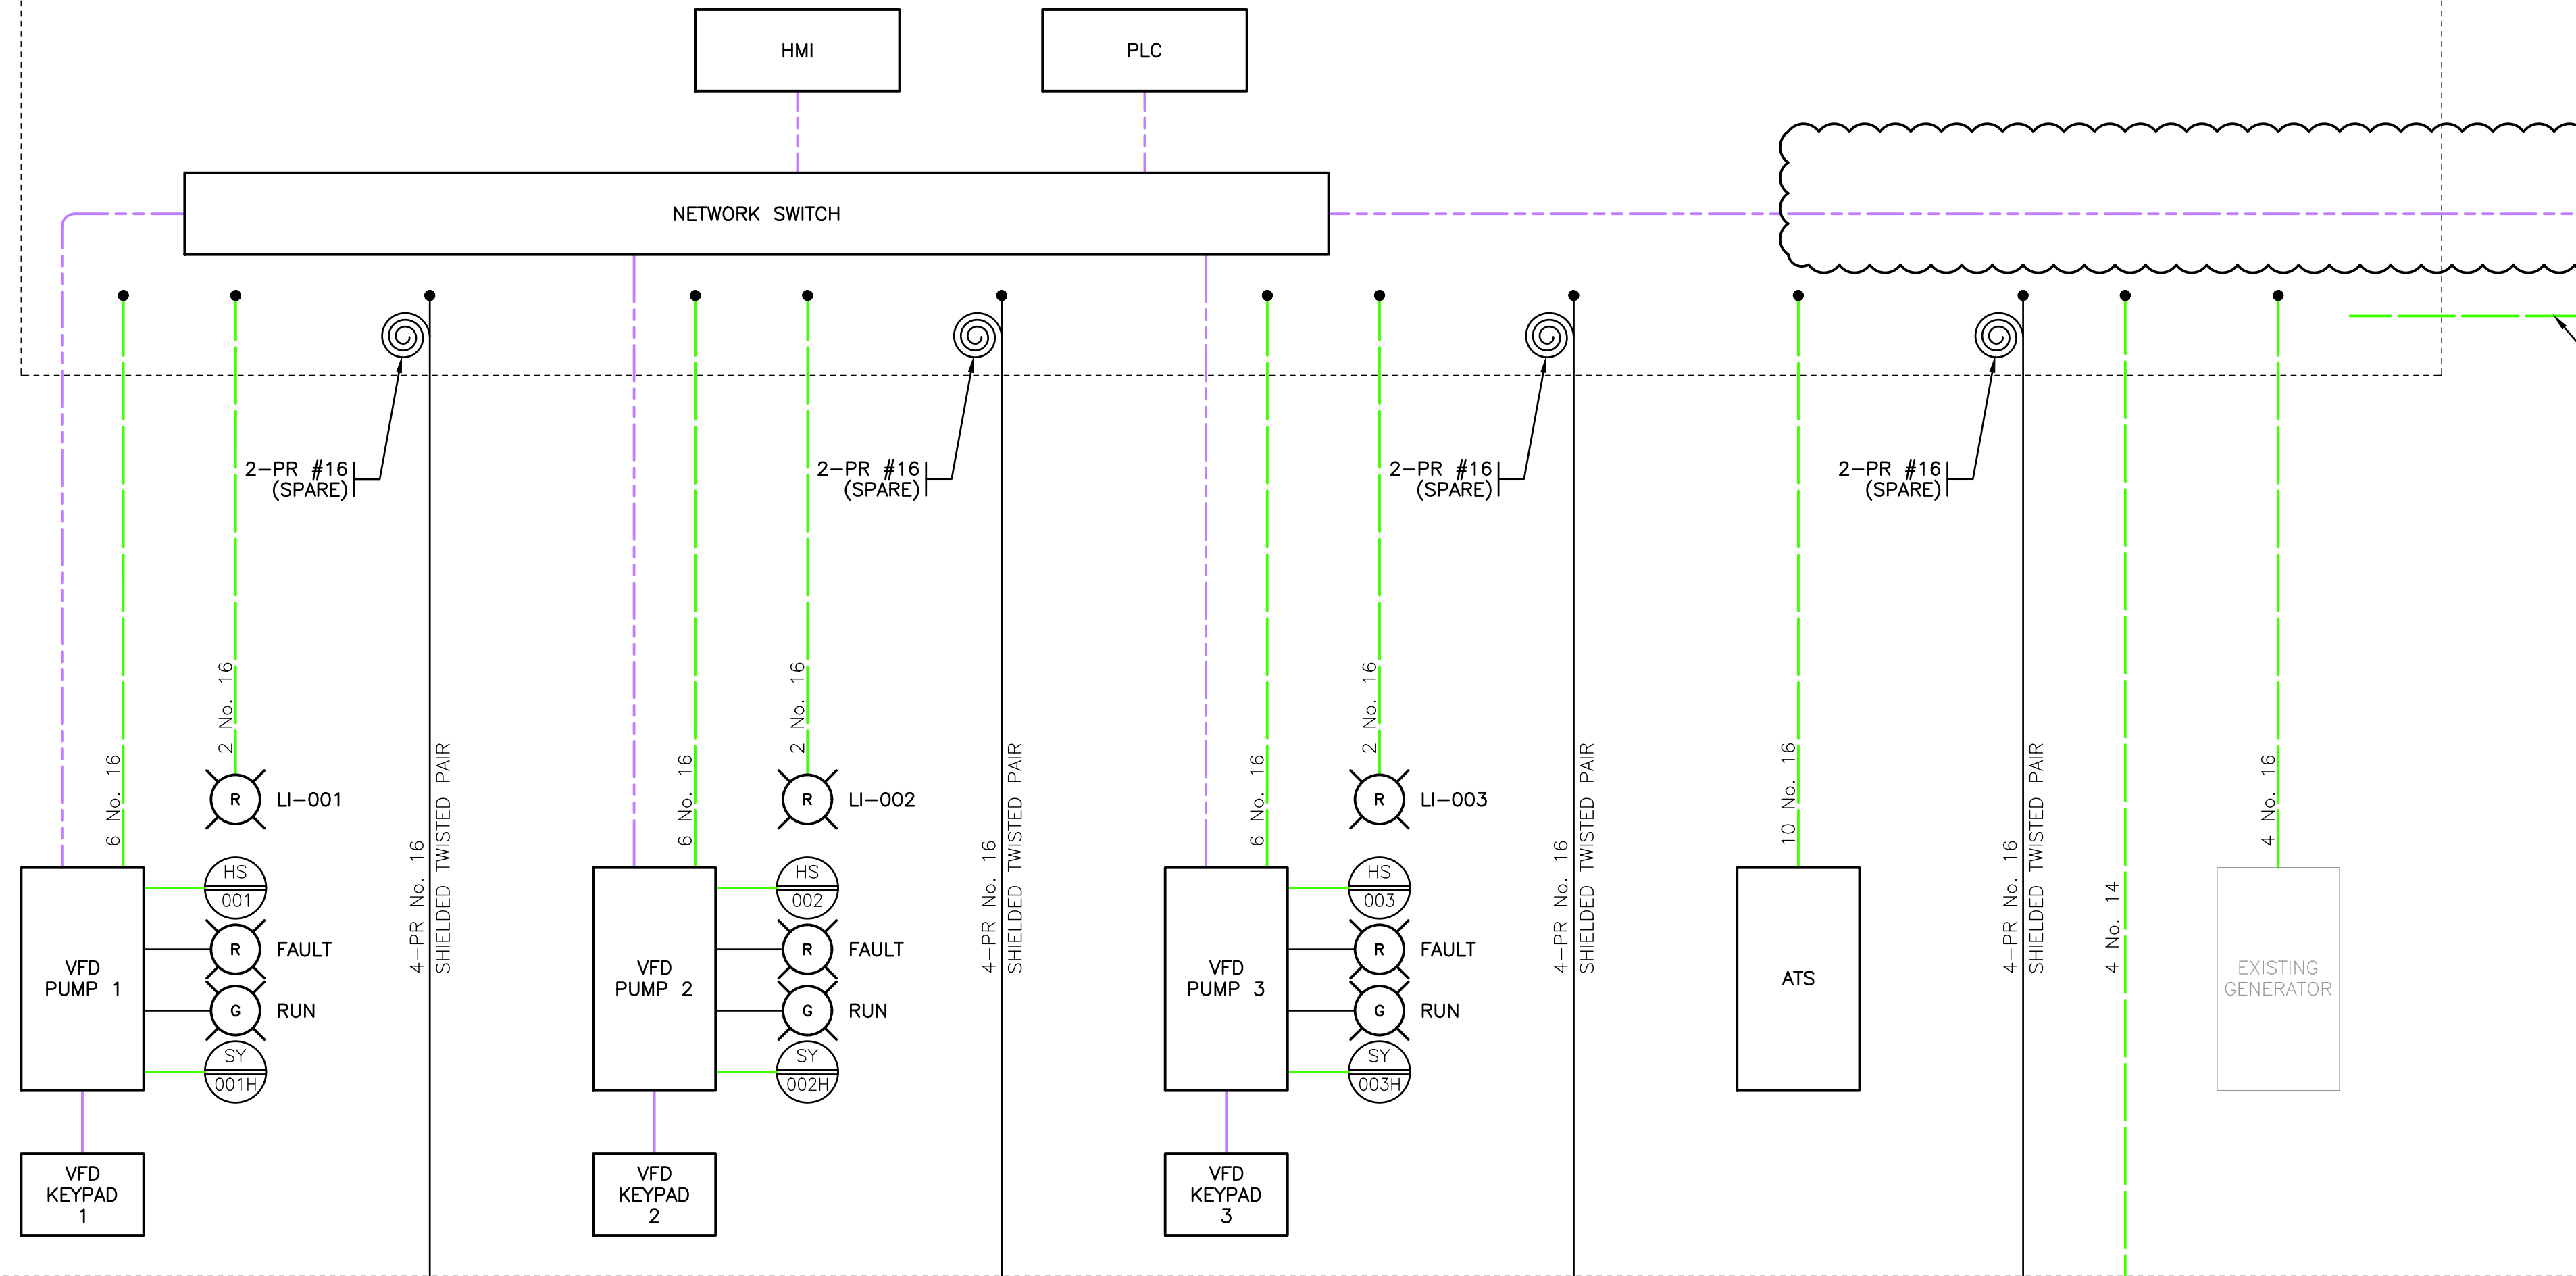 HMI
PLC
NETWORK SWITCH
2-PR #16
(SPARE)
2-PR #16
(SPARE)
2-PR #16
(SPARE)
2-PR #16
(SPARE)
6 No. 16
2 No. 16
LI-001
R
4-PR No. 16
SHIELDED TWISTED PAIR
6 No. 16
2 No. 16
R
LI-002
4-PR No. 16
SHIELDED TWISTED PAIR
6 No. 16
2 No. 16
R
LI-003
4-PR No. 16
SHIELDED TWISTED PAIR
10 No. 16
4-PR No. 16
SHIELDED TWISTED PAIR
4 No. 14
4 No. 16
VFD
PUMP 1
HS
001
R
FAULT
G
RUN
SY
001H
VFD
PUMP 2
HS
002
R
FAULT
G
RUN
SY
002H
VFD
PUMP 3
HS
003
R
FAULT
G
RUN
SY
003H
ATS
EXISTING
GENERATOR
VFD
KEYPAD
1
VFD
KEYPAD
2
VFD
KEYPAD
3